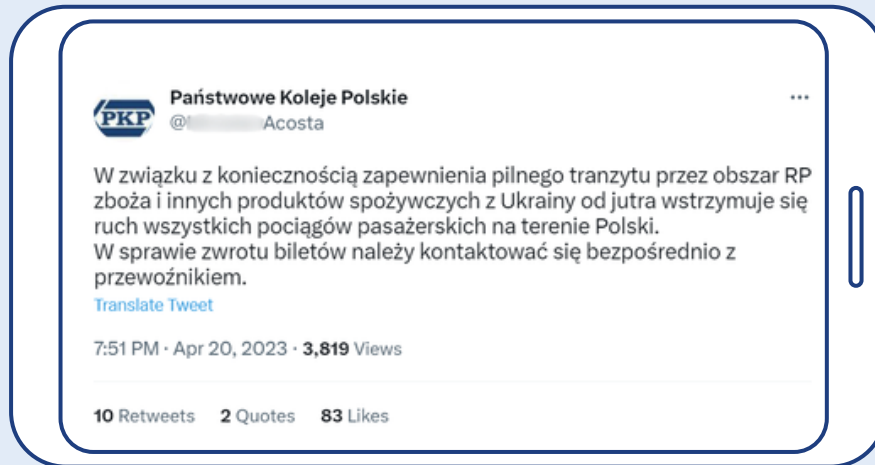 Państwowe Koleje Polskie
PKP
@ Acosta
W związku z koniecznością zapewnienia pilnego tranzytu przez obszar RP
zboża i innych produktów spożywczych z Ukrainy od jutra wstrzymuje się
ruch wszystkich pociągów pasażerskich na terenie Polski.
W sprawie zwrotu biletów należy kontaktować się bezpośrednio z
przewoźnikiem.
Translate Tweet
7:51 PM · Apr 20, 2023 · 3,819 Views
10 Retweets 2 Quotes 83 Likes